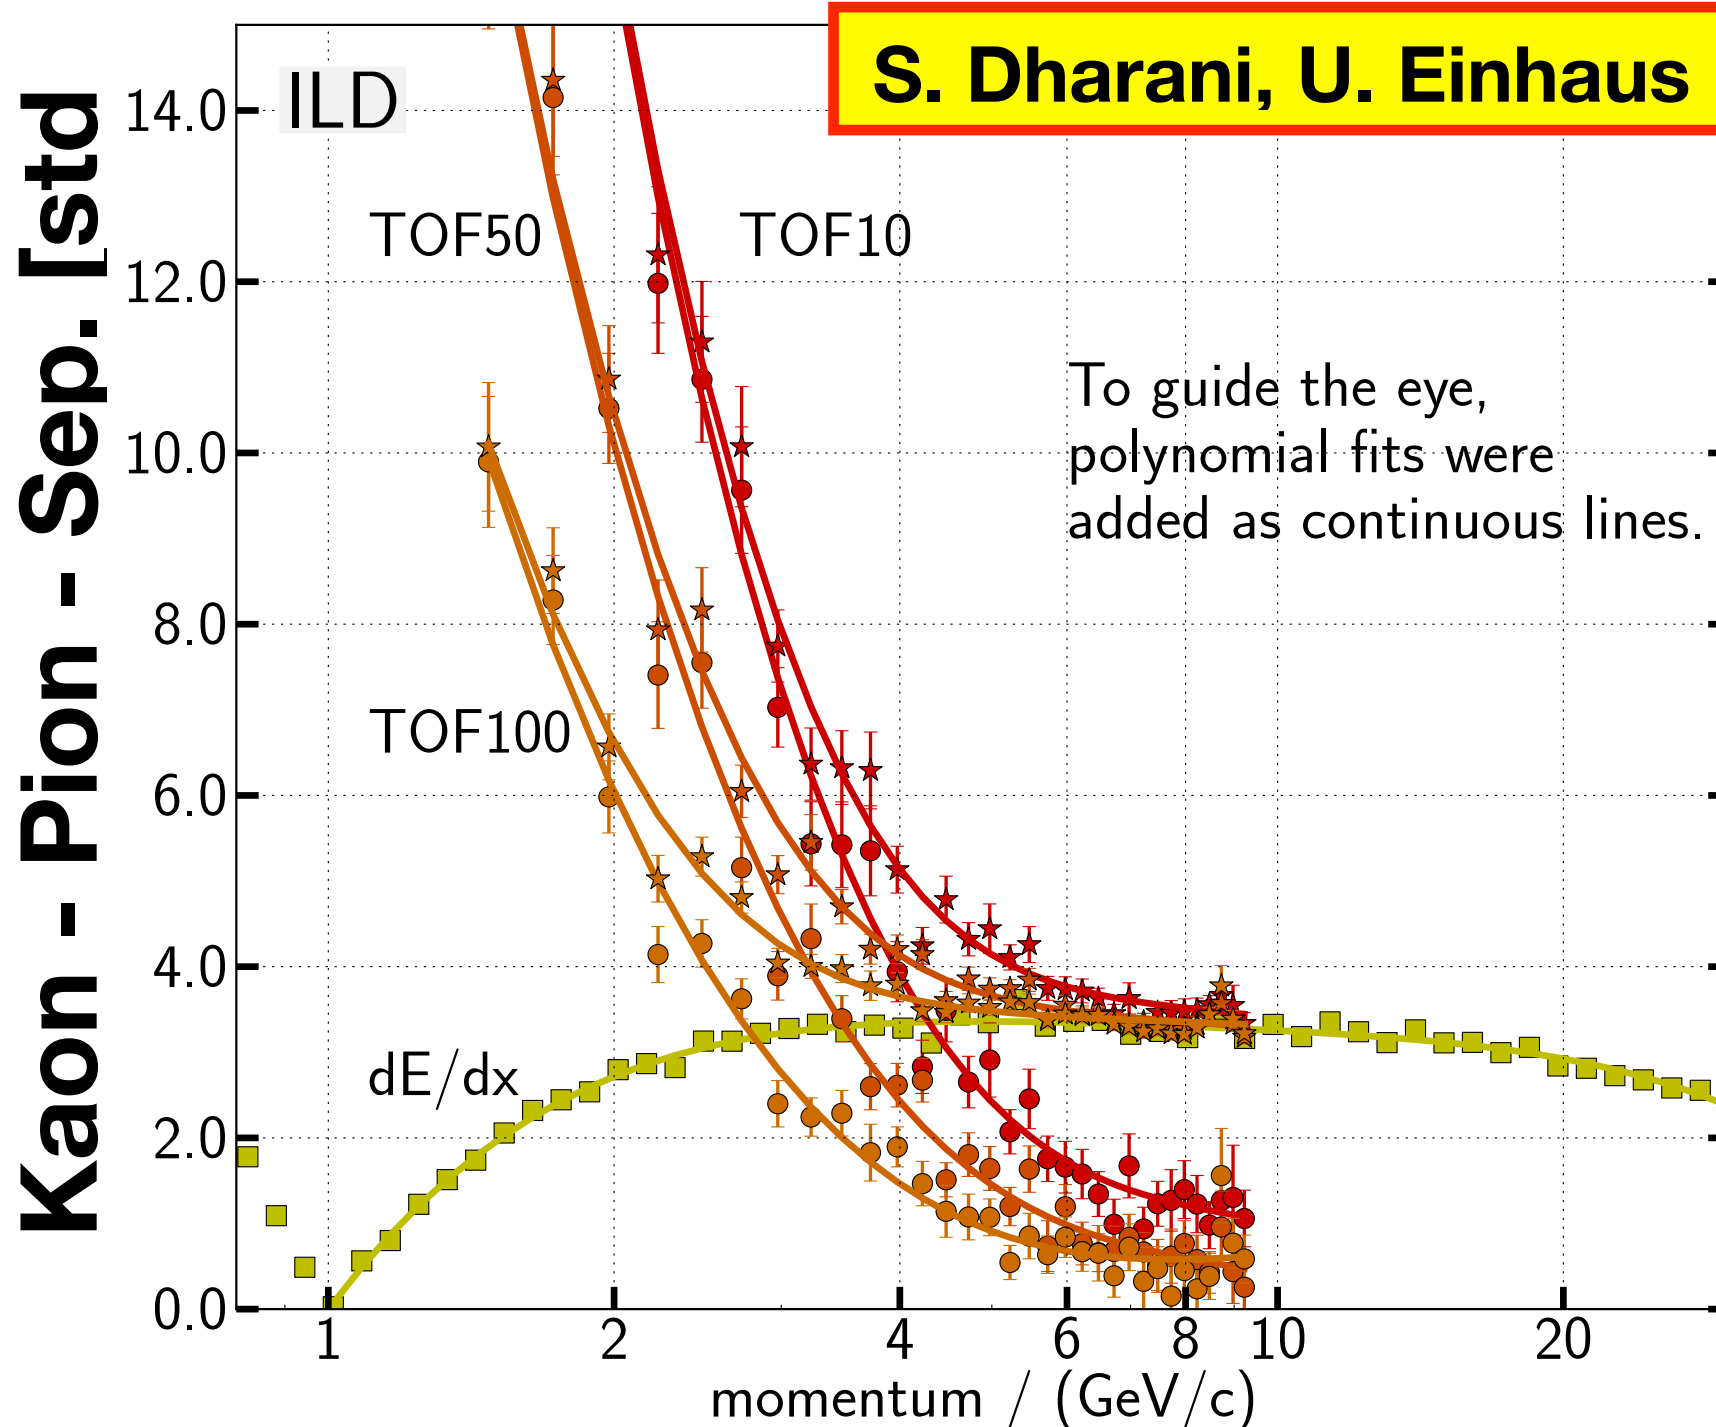 S. Dharani, U. Einhaus
ILD
Kaon - Pion - Sep. [std
14.0
12.0
10.0
8.0
6.0
4.0
2.0
0.0
TOF50
TOF10
To guide the eye,
polynomial fits were
added as continuous lines.
TOF100
dE/dx
1 2 4 6 8 10 20
momentum / (GeV/c)